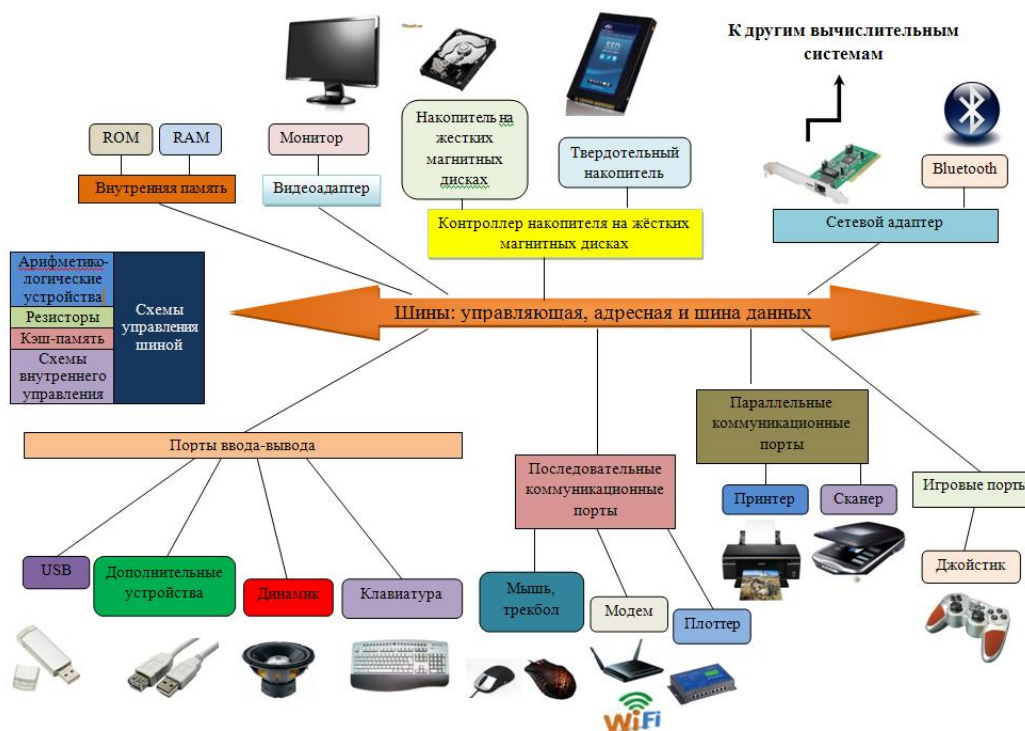 К другим вычислительным
системам
SSD
ROM
RAM
Внутренняя память
Монитор
Видеоадаптер
Накопитель на
жестких
магнитных
дисках
Твердотельный
накопитель
Контроллер накопителя на жёстких
магнитных дисках
Bluetooth
Сетевой адаптер
Арифметико-
логические
устройства
Резисторы
Кэш-память
Схемы
внутреннего
управления
Схемы
управления
шиной
Шины: управляющая, адресная и шина данных
Порты ввода-вывода
USB
Дополнительные
устройства
Динамик
Клавиатура
Последовательные
коммуникационные
порты
Мышь,
трекбол
Модем
Плоттер
WiFi
Параллельные
коммуникационные
порты
Принтер
Сканер
Игровые порты
Джойстик